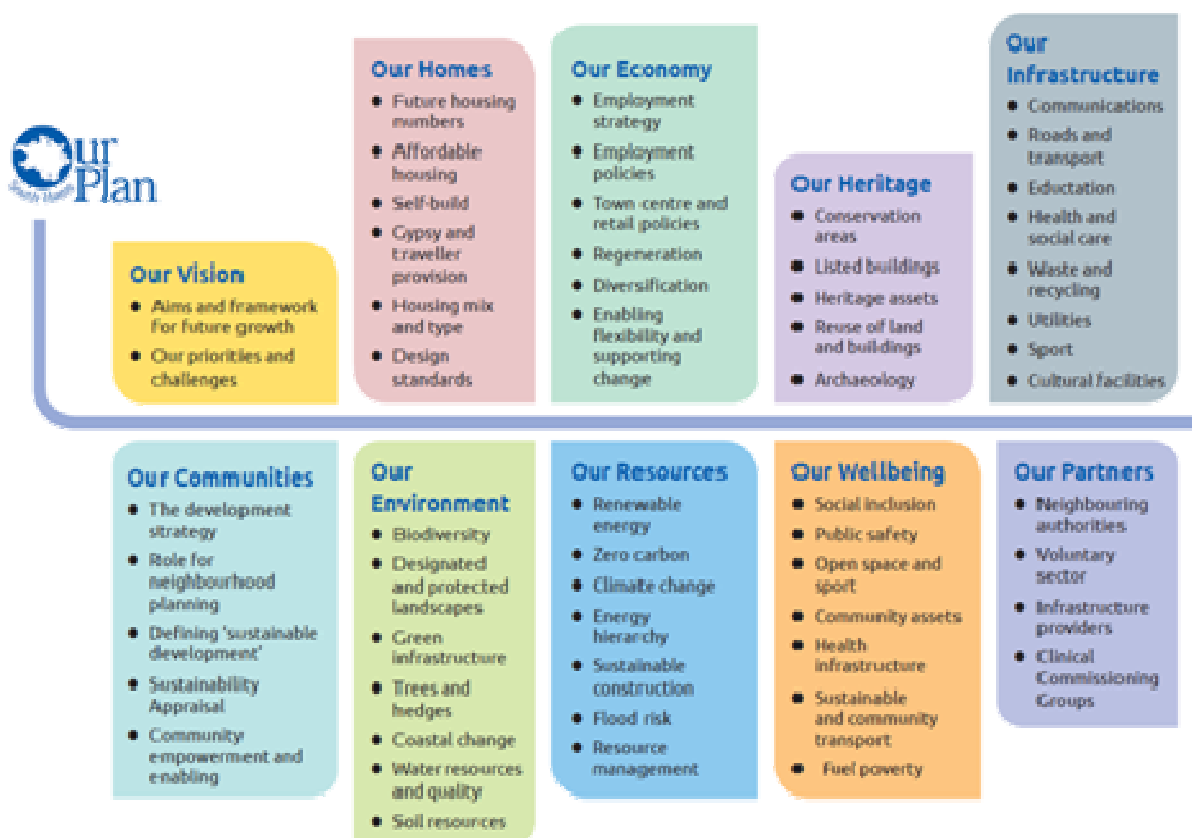 Our
Plan
South Hams
Our Vision
Aims and framework
for future growth
Our priorities and
challenges
Our Homes
Future housing
numbers
Affordable
housing
Self-build
Gypsy and
traveller
provision
Housing mix
and type
Design
standards
Our Economy
Employment
strategy
Employment
policies
Town centre and
retail policies
Regeneration
Diversification
Enabling
flexibility and
supporting
change
Our Heritage
Conservation
areas
Listed buildings
Heritage assets
Reuse of land
and buildings
Archaeology
Our
Infrastructure
Communications
Roads and
transport
Eductation
Health and
social care
Waste and
recycling
Utilities
Sport
Cultural facilities
Our Communities
The development
strategy
Role for
neighbourhood
planning
Defining 'sustainable
development'
Sustainability
Appraisal
Community
empowerment and
enabling
Our
Environment
Biodiversity
Designated
and protected
landscapes
Green
infrastructure
Trees and
hedges
Coastal change
Water resources
and quality
Soil resources
Our Resources
Renewable
energy
Zero carbon
Climate change
Energy
hierarchy
Sustainable
construction
Flood risk
Resource
management
Our Wellbeing
Social inclusion
Public safety
Open space and
sport
Community assets
Health
infrastructure
Sustainable
and community
transport
Fuel poverty
Our Partners
Neighbouring
authorities
Voluntary
sector
Infrastructure
providers
Clinical
Commissioning
Groups